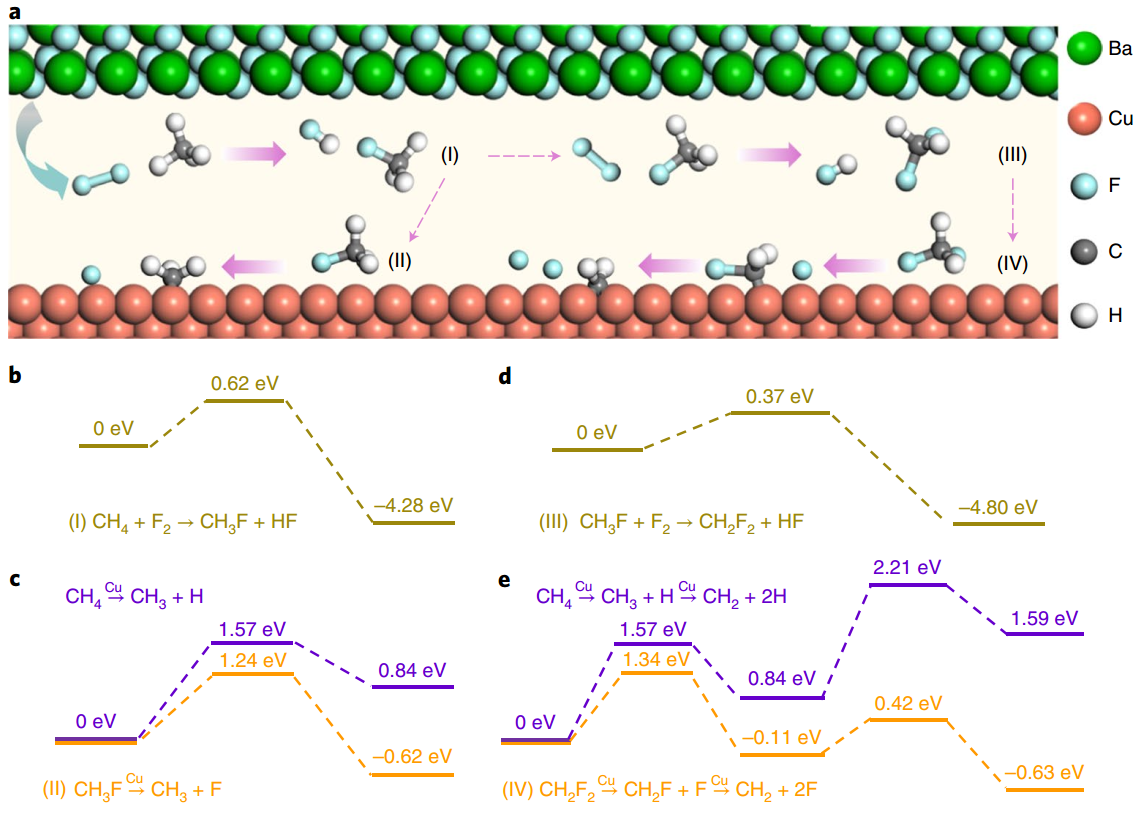 a
Ba
Cu
F
C
H
(I)
(III)
(II)
(IV)
b
0 eV
0.62 eV
–4.28 eV
(I) CH₄ + F₂ → CH₃F + HF
d
0 eV
0.37 eV
–4.80 eV
(III) CH₃F + F₂ → CH₂F₂ + HF
c
CH₄ Cu→ CH₃ + H
1.57 eV
1.24 eV
0.84 eV
0 eV
–0.62 eV
(II) CH₃F Cu→ CH₃ + F
e
CH₄ Cu→ CH₃ + H Cu→ CH₂ + 2H
2.21 eV
1.57 eV
1.59 eV
1.34 eV
0.84 eV
0 eV
0.42 eV
–0.11 eV
–0.63 eV
(IV) CH₂F₂ Cu→ CH₂F + F Cu→ CH₂ + 2F